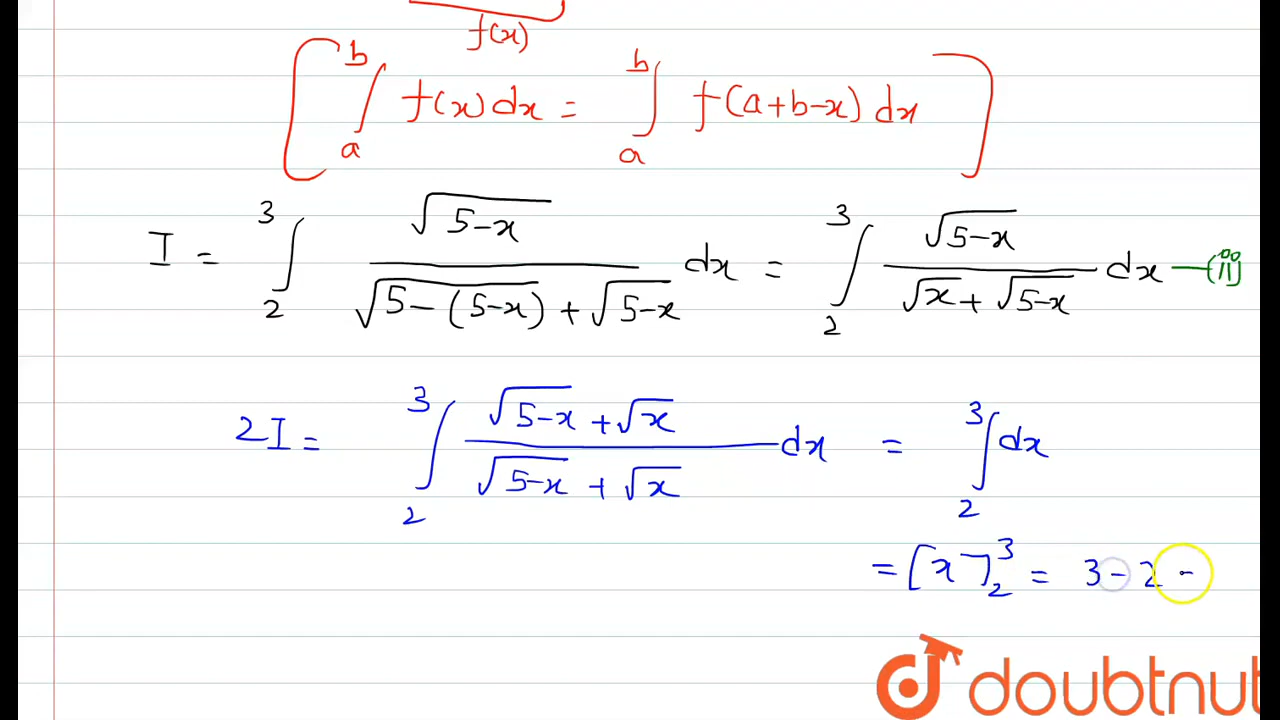 f(x)
[ ∫_a^b f(x) dx = ∫_a^b f(a+b-x) dx ]
I = ∫_2^3 √(5-x) / (√(5-(5-x)) + √(5-x)) dx = ∫_2^3 √(5-x) / (√x + √(5-x)) dx —(ii)
2I = ∫_2^3 (√(5-x) + √x) / (√(5-x) + √x) dx = ∫_2^3 dx
= [x]_2^3 = 3 - 2 -
doubtnut